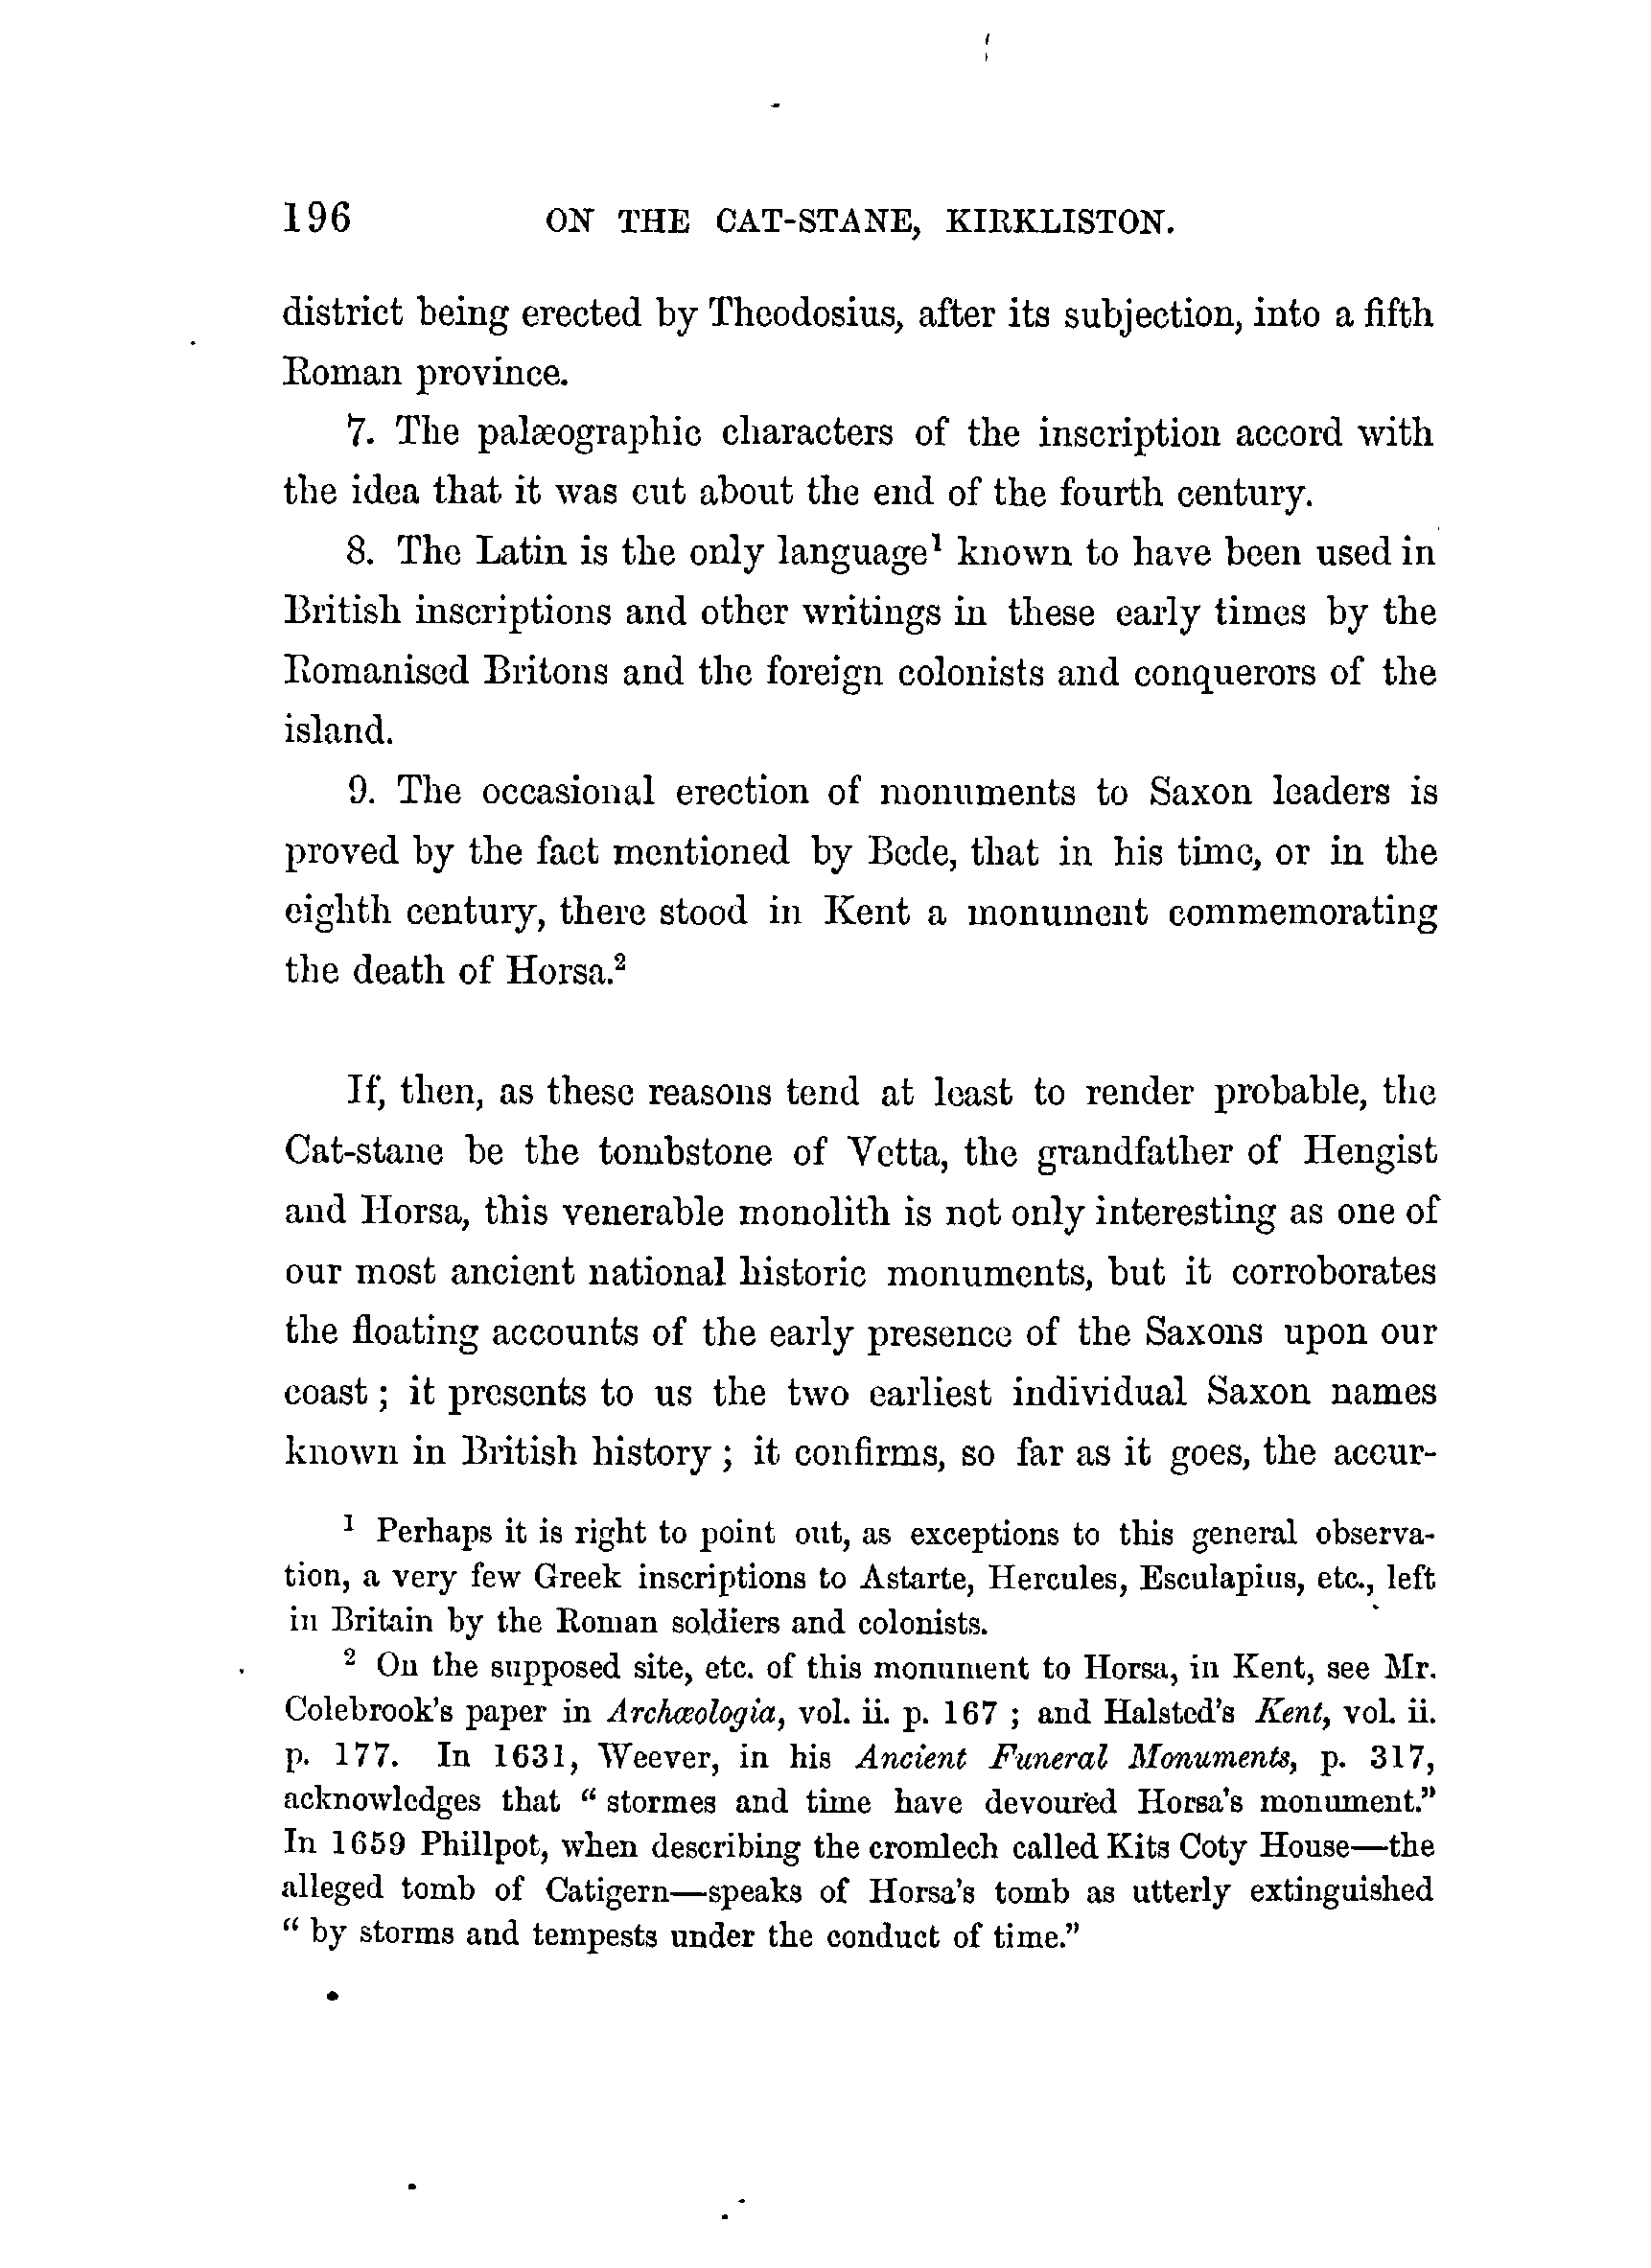 196 ON THE CAT-STANE, KIRKLISTON.
district being erected by Theodosius, after its subjection, into a fifth
Roman province.
7. The palæographic characters of the inscription accord with
the idea that it was cut about the end of the fourth century.
8. The Latin is the only language¹ known to have been used in
British inscriptions and other writings in these early times by the
Romanised Britons and the foreign colonists and conquerors of the
island.
9. The occasional erection of monuments to Saxon leaders is
proved by the fact mentioned by Bede, that in his time, or in the
eighth century, there stood in Kent a monument commemorating
the death of Horsa.²
If, then, as these reasons tend at least to render probable, the
Cat-stane be the tombstone of Vetta, the grandfather of Hengist
and Horsa, this venerable monolith is not only interesting as one of
our most ancient national historic monuments, but it corroborates
the floating accounts of the early presence of the Saxons upon our
coast ; it presents to us the two earliest individual Saxon names
known in British history ; it confirms, so far as it goes, the accur-
¹ Perhaps it is right to point out, as exceptions to this general observa-
tion, a very few Greek inscriptions to Astarte, Hercules, Esculapius, etc., left
in Britain by the Roman soldiers and colonists.
² On the supposed site, etc. of this monument to Horsa, in Kent, see Mr.
Colebrook's paper in Archæologia, vol. ii. p. 167 ; and Halsted's Kent, vol. ii.
p. 177. In 1631, Weever, in his Ancient Funeral Monuments, p. 317,
acknowledges that “ stormes and time have devoured Horsa's monument.”
In 1659 Phillpot, when describing the cromlech called Kits Coty House—the
alleged tomb of Catigern—speaks of Horsa's tomb as utterly extinguished
“ by storms and tempests under the conduct of time.”